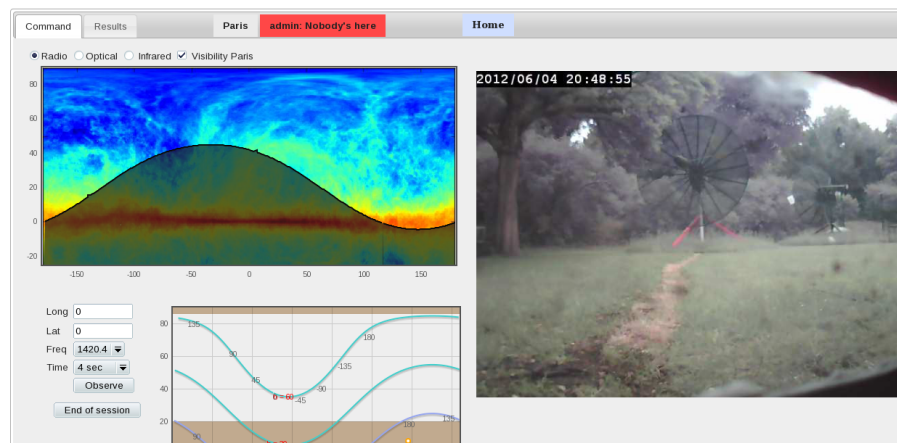 Command Results Paris admin: Nobody's here Home
Radio Optical Infrared Visibility Paris
2012/06/04 20:48:55
80
60
40
20
0
-20
-150 -100 -50 0 50 100 150
Long 0
Lat 0
Freq 1420.4
Time 4 sec
Observe
End of session
80
60
40
20
135
90
45
0 - 60
-45
-90
-135
180
90
180
135